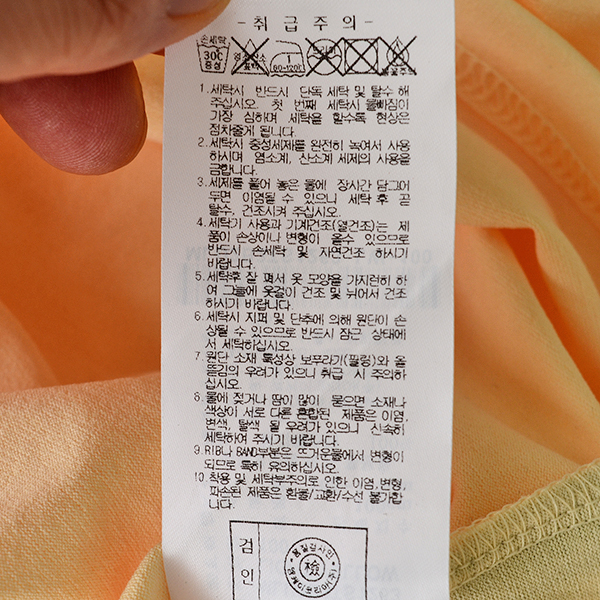 - 취급주의 -
손세탁
30℃
중성
염소산소
표백
1
80-120℃
드라이
불꽃주의
1. 세탁시 반드시 단독 세탁 및 탈수 해
주십시오. 첫 번째 세탁시 물빠짐이
가장 심하며 세탁을 할수록 현상은
점차줄게 됩니다.
2. 세탁시 중성세제를 완전히 녹여서 사용
하시며 염소계, 산소계 세제의 사용을
금합니다.
3. 세제를 풀어 놓은 물에 장시간 담그어
두면 이염될 수 있으니 세탁 후 곧
탈수, 건조시켜 주십시오.
4. 세탁기 사용과 기계건조(열건조)는 제
품이 손상이나 변형이 올수 있으므로
반드시 손세탁 및 자연건조 하시기
바랍니다.
5. 세탁후 잘 펴서 옷 모양을 가지런히 하
여 그늘에 옷걸이 건조 및 뉘어서 건조
하시기 바랍니다.
6. 세탁시 지퍼 및 단추에 의해 원단이 손
상될 수 있으므로 반드시 잠근 상태에
서 세탁하십시오.
7. 원단 소재 특성상 보푸라기(필링)와 올
뜯김의 우려가 있으니 취급 시 주의하
십시오.
8. 물에 젖거나 땀이 많이 묻으면 소재나
색상이 서로 다른 혼합된 제품은 이염,
변색, 탈색 될 우려가 있으니 신속히
세탁하여 주시기 바랍니다.
9. RIB나 BAND부분은 뜨거운물에서 변형이
되므로 특히 유의하십시오.
10. 착용 및 세탁부주의로 인한 이염, 변형,
파손된 제품은 환불/교환/수선 불가합
니다.
검
인
품질검사인
檢